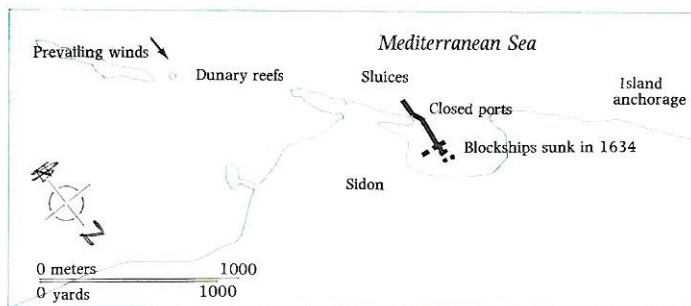 Mediterranean Sea
Prevailing winds
Dunary reefs
Sluices
Island
anchorage
Closed ports
Blockships sunk in 1634
Sidon
N
0 meters 1000
0 yards 1000